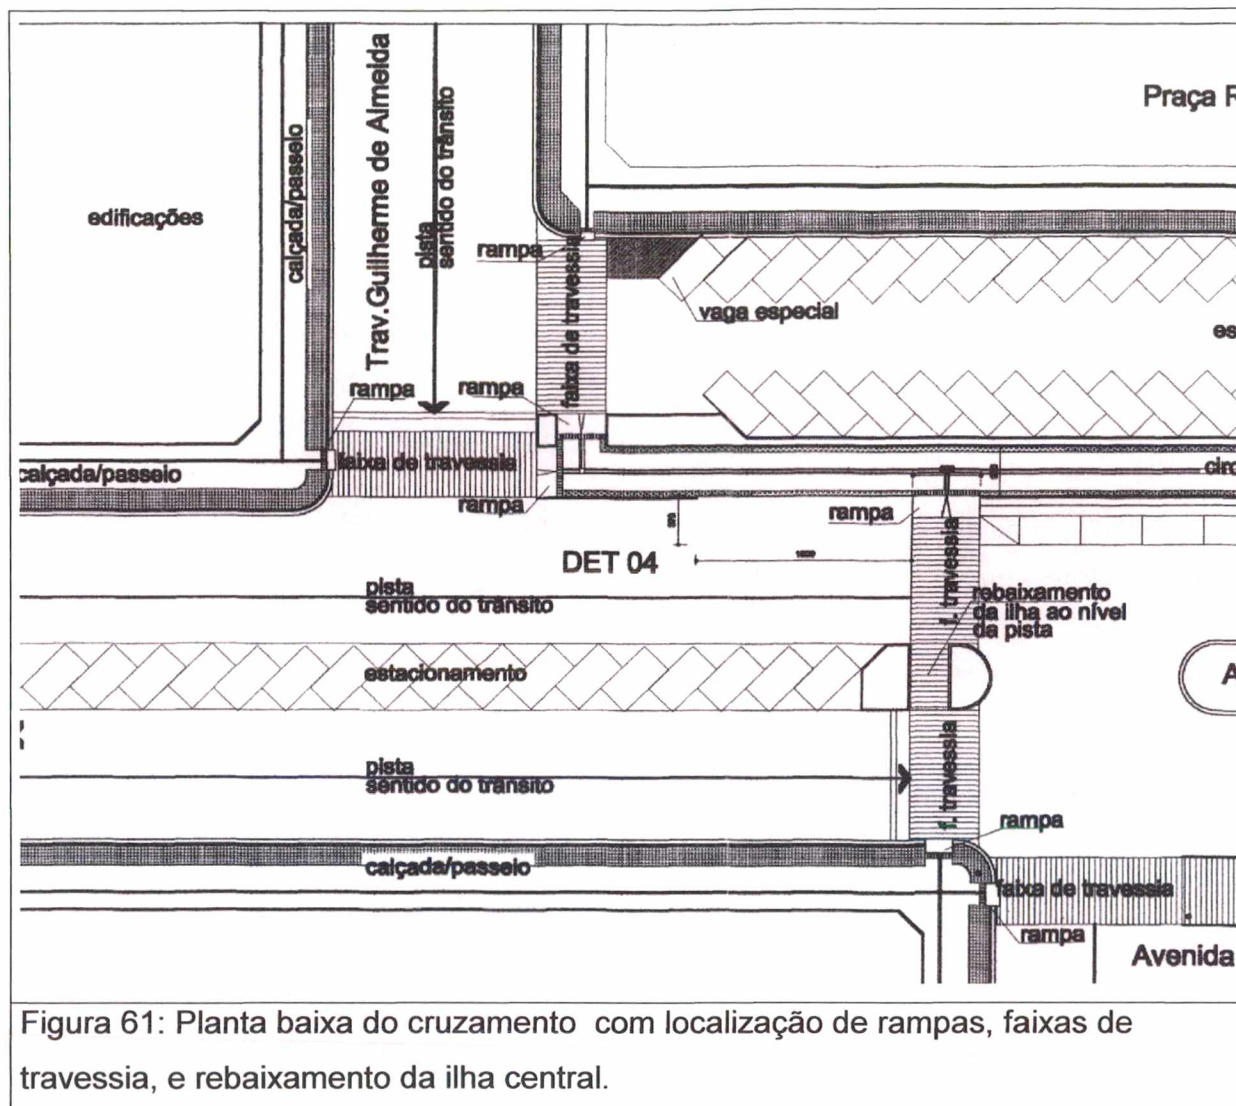 Praça R
Trav.Guilherme de Almeida
pista
sentido do trânsito
calçada/passeio
edificações
rampa
faixa de travessia
vaga especial
es
rampa
rampa
faixa de travessia
calçada/passeio
circ
rampa
rampa
DET 04
f. travessia
pista
sentido do trânsito
rebaixamento
da ilha ao nível
da pista
estacionamento
A
f. travessia
pista
sentido do trânsito
rampa
calçada/passeio
faixa de travessia
rampa
Avenida
Figura 61: Planta baixa do cruzamento com localização de rampas, faixas de
travessia, e rebaixamento da ilha central.